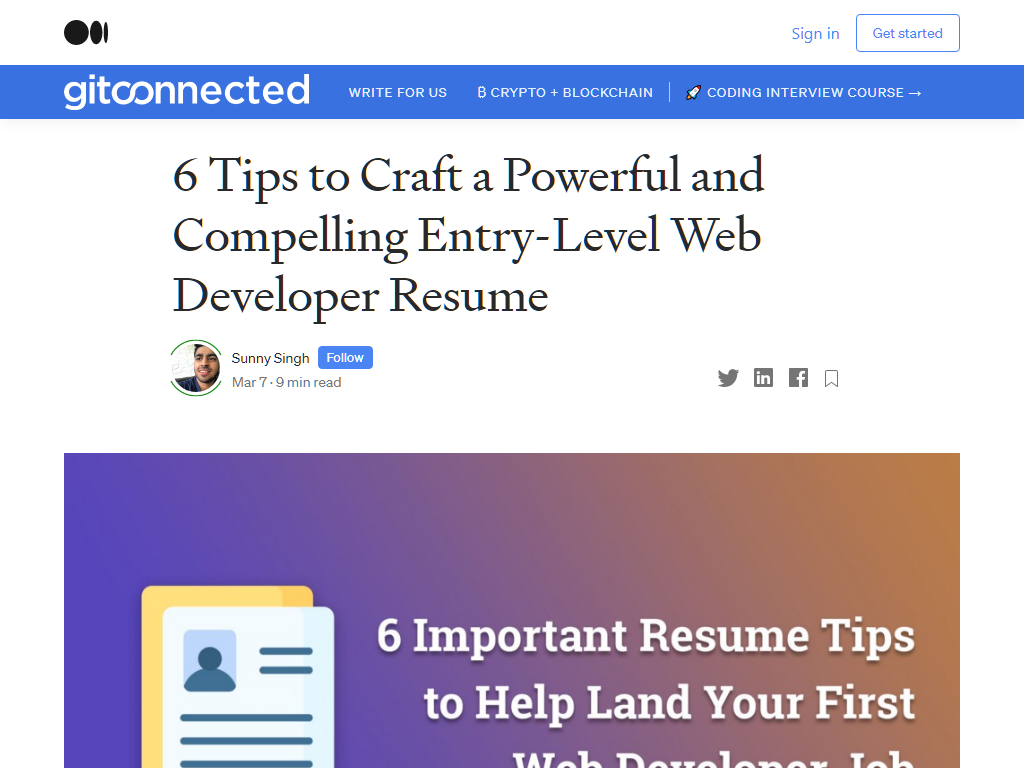 Sign in
Get started
gitconnected
WRITE FOR US
₿ CRYPTO + BLOCKCHAIN
🚀 CODING INTERVIEW COURSE →
6 Tips to Craft a Powerful and
Compelling Entry-Level Web
Developer Resume
Sunny Singh
Follow
Mar 7 · 9 min read
6 Important Resume Tips
to Help Land Your First
Web Developer Job